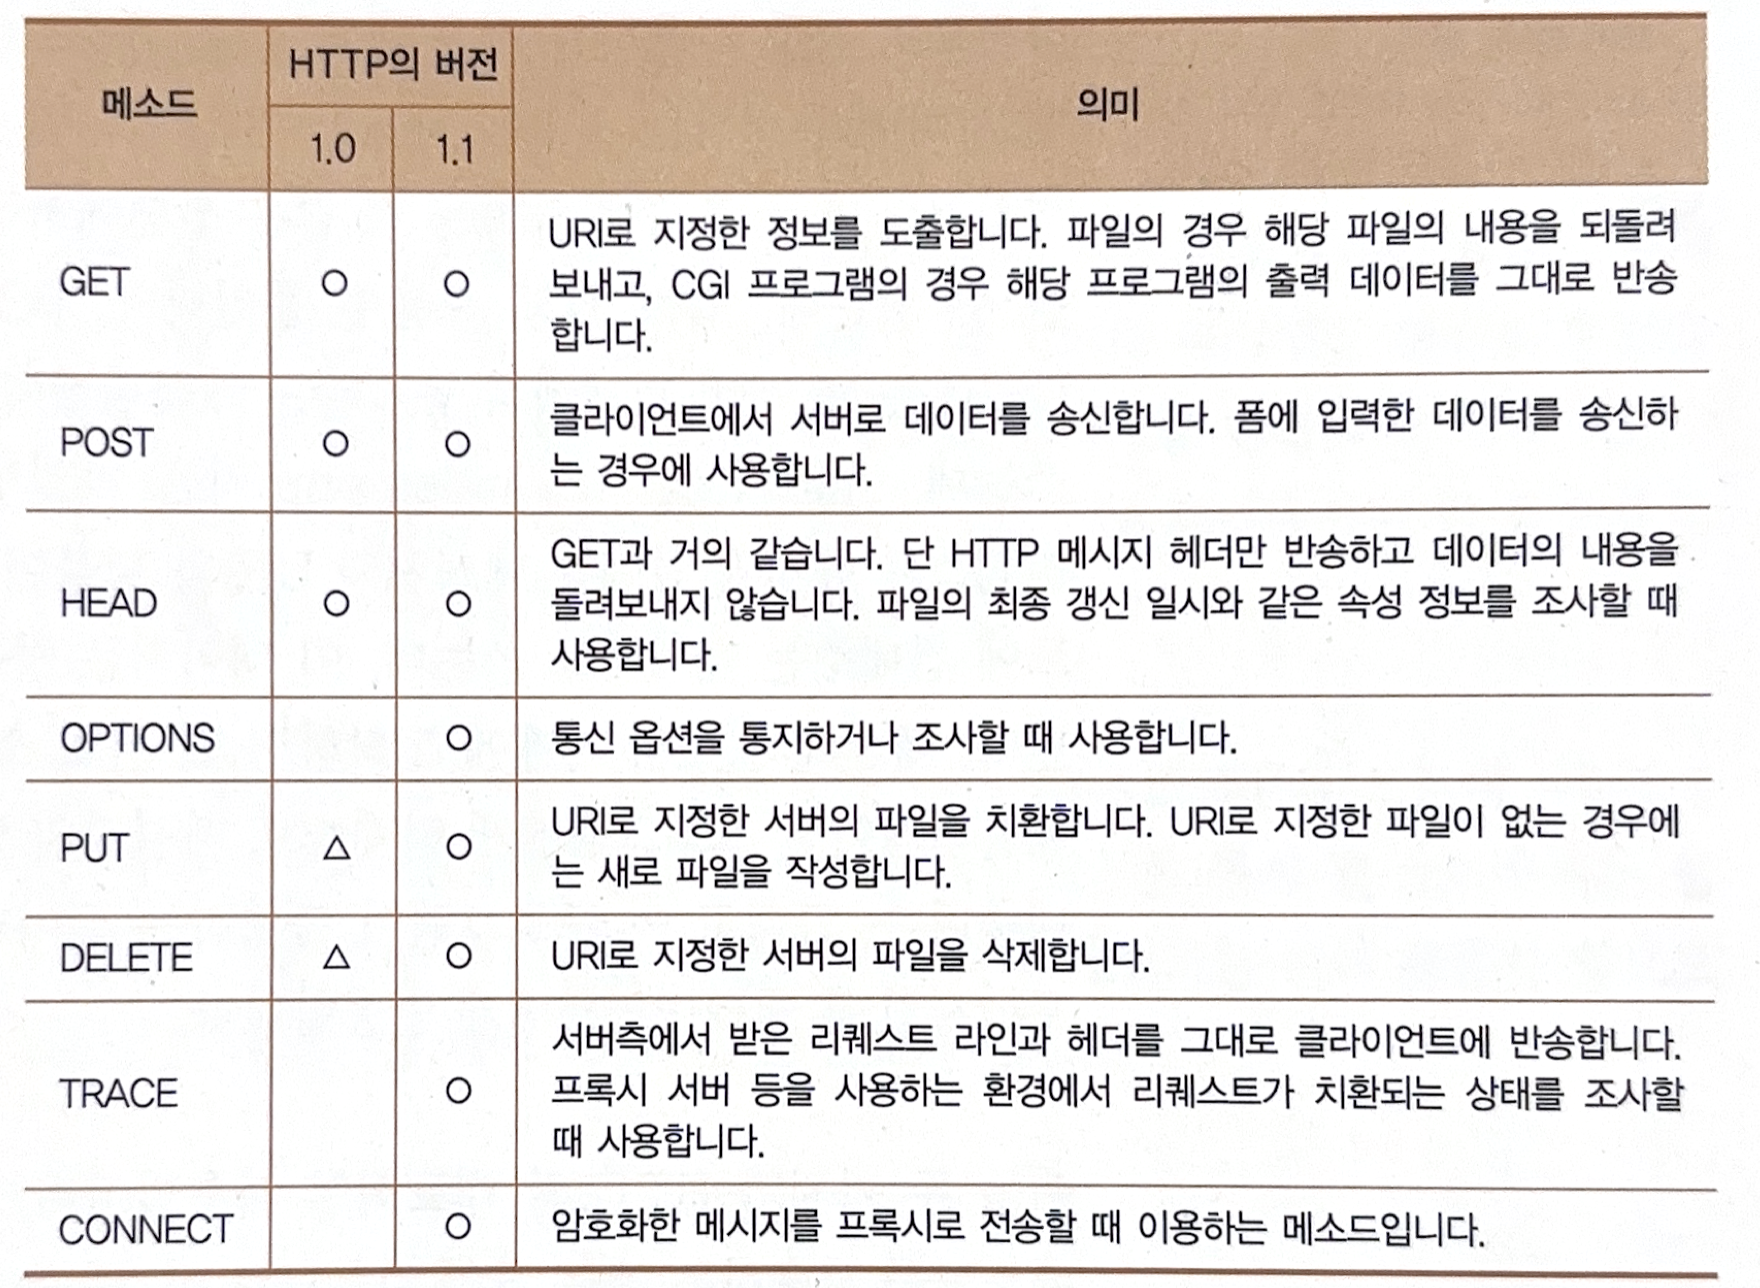 메소드
HTTP의 버전
1.0
1.1
의미
GET
○
○
URI로 지정한 정보를 도출합니다. 파일의 경우 해당 파일의 내용을 되돌려
보내고, CGI 프로그램의 경우 해당 프로그램의 출력 데이터를 그대로 반송
합니다.
POST
○
○
클라이언트에서 서버로 데이터를 송신합니다. 폼에 입력한 데이터를 송신하
는 경우에 사용합니다.
HEAD
○
○
GET과 거의 같습니다. 단 HTTP 메시지 헤더만 반송하고 데이터의 내용을
돌려보내지 않습니다. 파일의 최종 갱신 일시와 같은 속성 정보를 조사할 때
사용합니다.
OPTIONS
○
통신 옵션을 통지하거나 조사할 때 사용합니다.
PUT
△
○
URI로 지정한 서버의 파일을 치환합니다. URI로 지정한 파일이 없는 경우에
는 새로 파일을 작성합니다.
DELETE
△
○
URI로 지정한 서버의 파일을 삭제합니다.
TRACE
○
서버측에서 받은 리퀘스트 라인과 헤더를 그대로 클라이언트에 반송합니다.
프록시 서버 등을 사용하는 환경에서 리퀘스트가 치환되는 상태를 조사할
때 사용합니다.
CONNECT
○
암호화한 메시지를 프록시로 전송할 때 이용하는 메소드입니다.